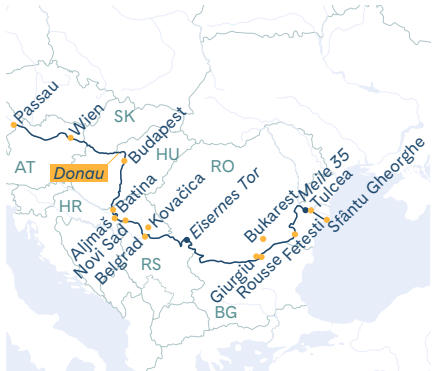 Passau
Wien
SK
Budapest
AT
Donau
HU
RO
HR
Batina
Kovačica
Eisernes Tor
Aljmaš
Novi Sad
Belgrad
RS
Bukarest
Meile 35
Tulcea
Sfântu Gheorghe
Giurgiu
Rousse
Fetesti
BG